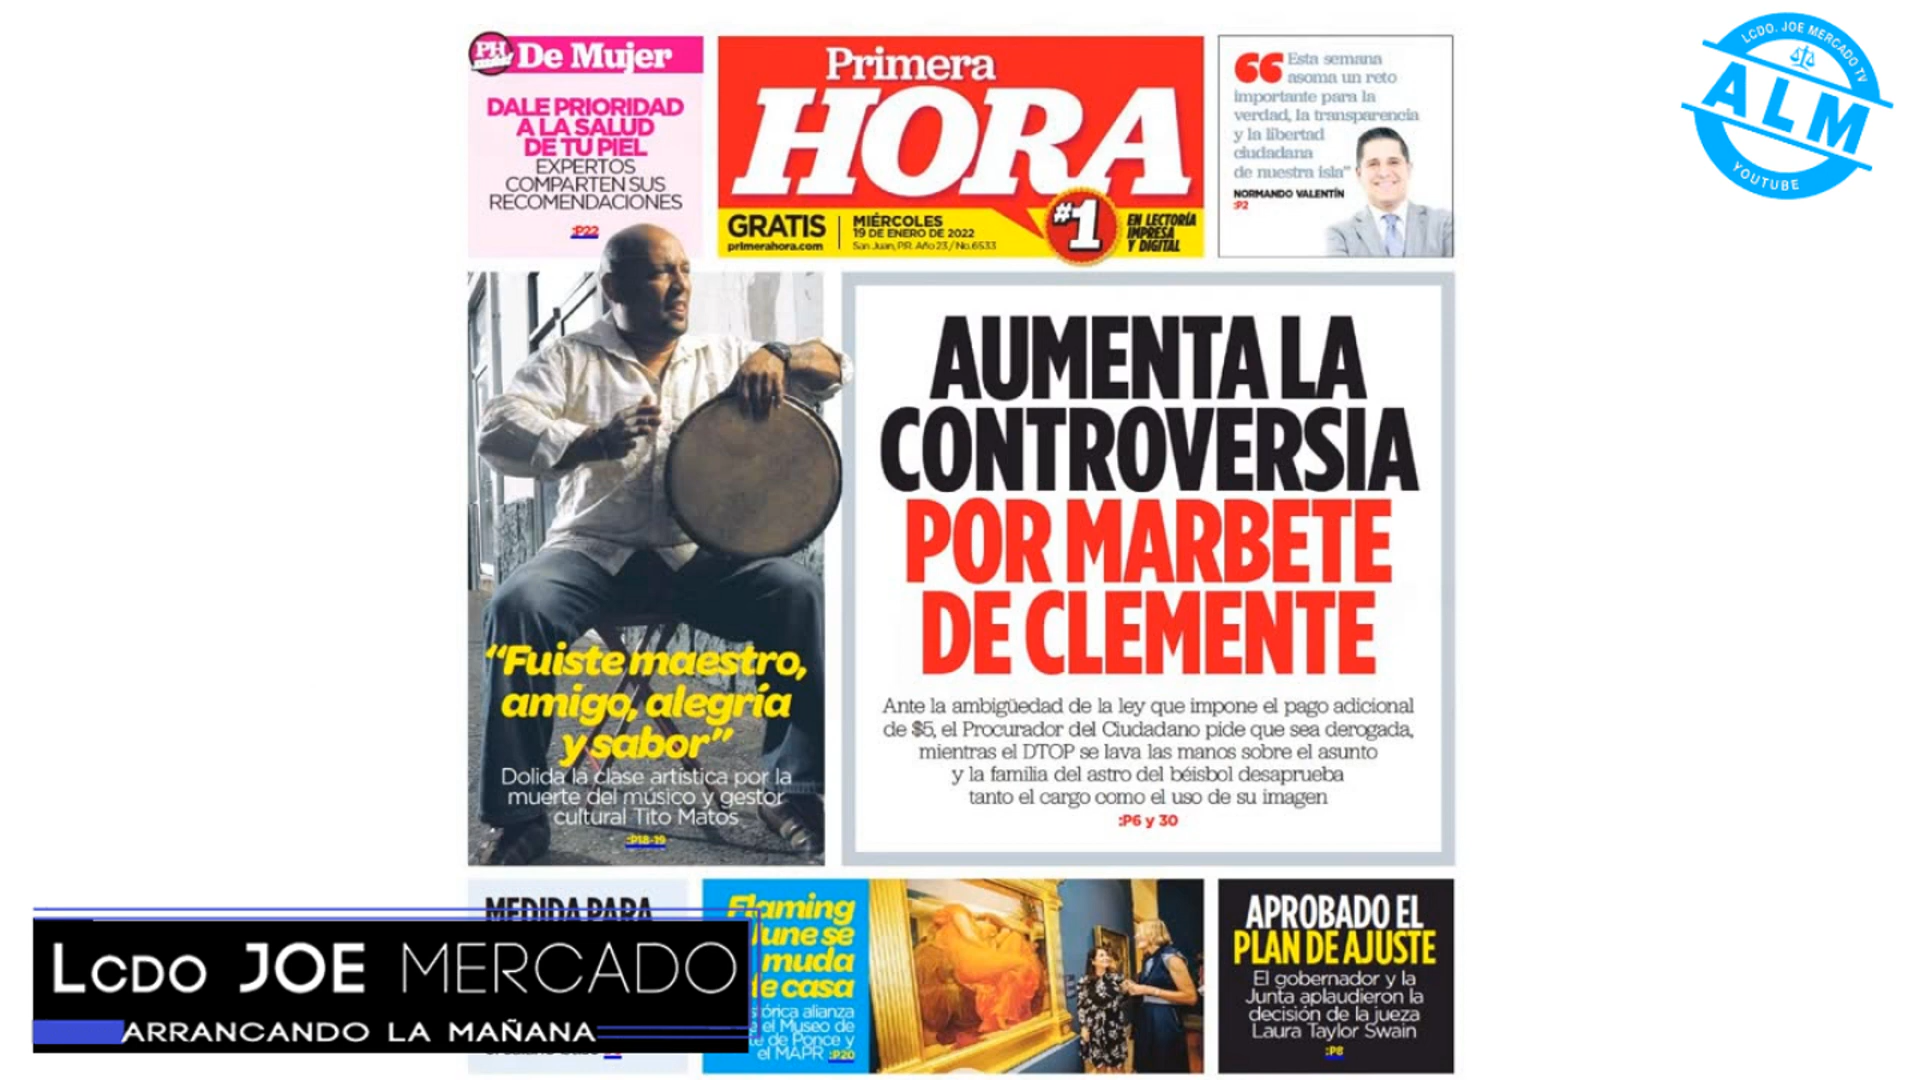 PH
más
De Mujer
DALE PRIORIDAD
A LA SALUD
DE TU PIEL
EXPERTOS
COMPARTEN SUS
RECOMENDACIONES
:P22
Primera
HORA
GRATIS
primerahora.com
MIÉRCOLES
19 DE ENERO DE 2022
San Juan, P.R. Año 23 / No. 6533
#1
EN LECTORÍA
IMPRESA
Y DIGITAL
Esta semana
asoma un reto
importante para la
verdad, la transparencia
y la libertad
ciudadana
de nuestra isla”
NORMANDO VALENTÍN
:P2
LCDO. JOE MERCADO TV
ALM
YOUTUBE
“Fuiste maestro,
amigo, alegría
y sabor”
Dolida la clase artística por la
muerte del músico y gestor
cultural Tito Matos
:P18-19
AUMENTA LA
CONTROVERSIA
POR MARBETE
DE CLEMENTE
Ante la ambigüedad de la ley que impone el pago adicional
de $5, el Procurador del Ciudadano pide que sea derogada,
mientras el DTOP se lava las manos sobre el asunto
y la familia del astro del béisbol desaprueba
tanto el cargo como el uso de su imagen
:P6 y 30
MEDIDA PARA
Flaming
June se
muda
de casa
el Museo de
de Ponce y
el MAPR :P20
APROBADO EL
PLAN DE AJUSTE
El gobernador y la
Junta aplaudieron la
decisión de la jueza
Laura Taylor Swain
:P8
LCDO JOE MERCADO
ARRANCANDO LA MAÑANA